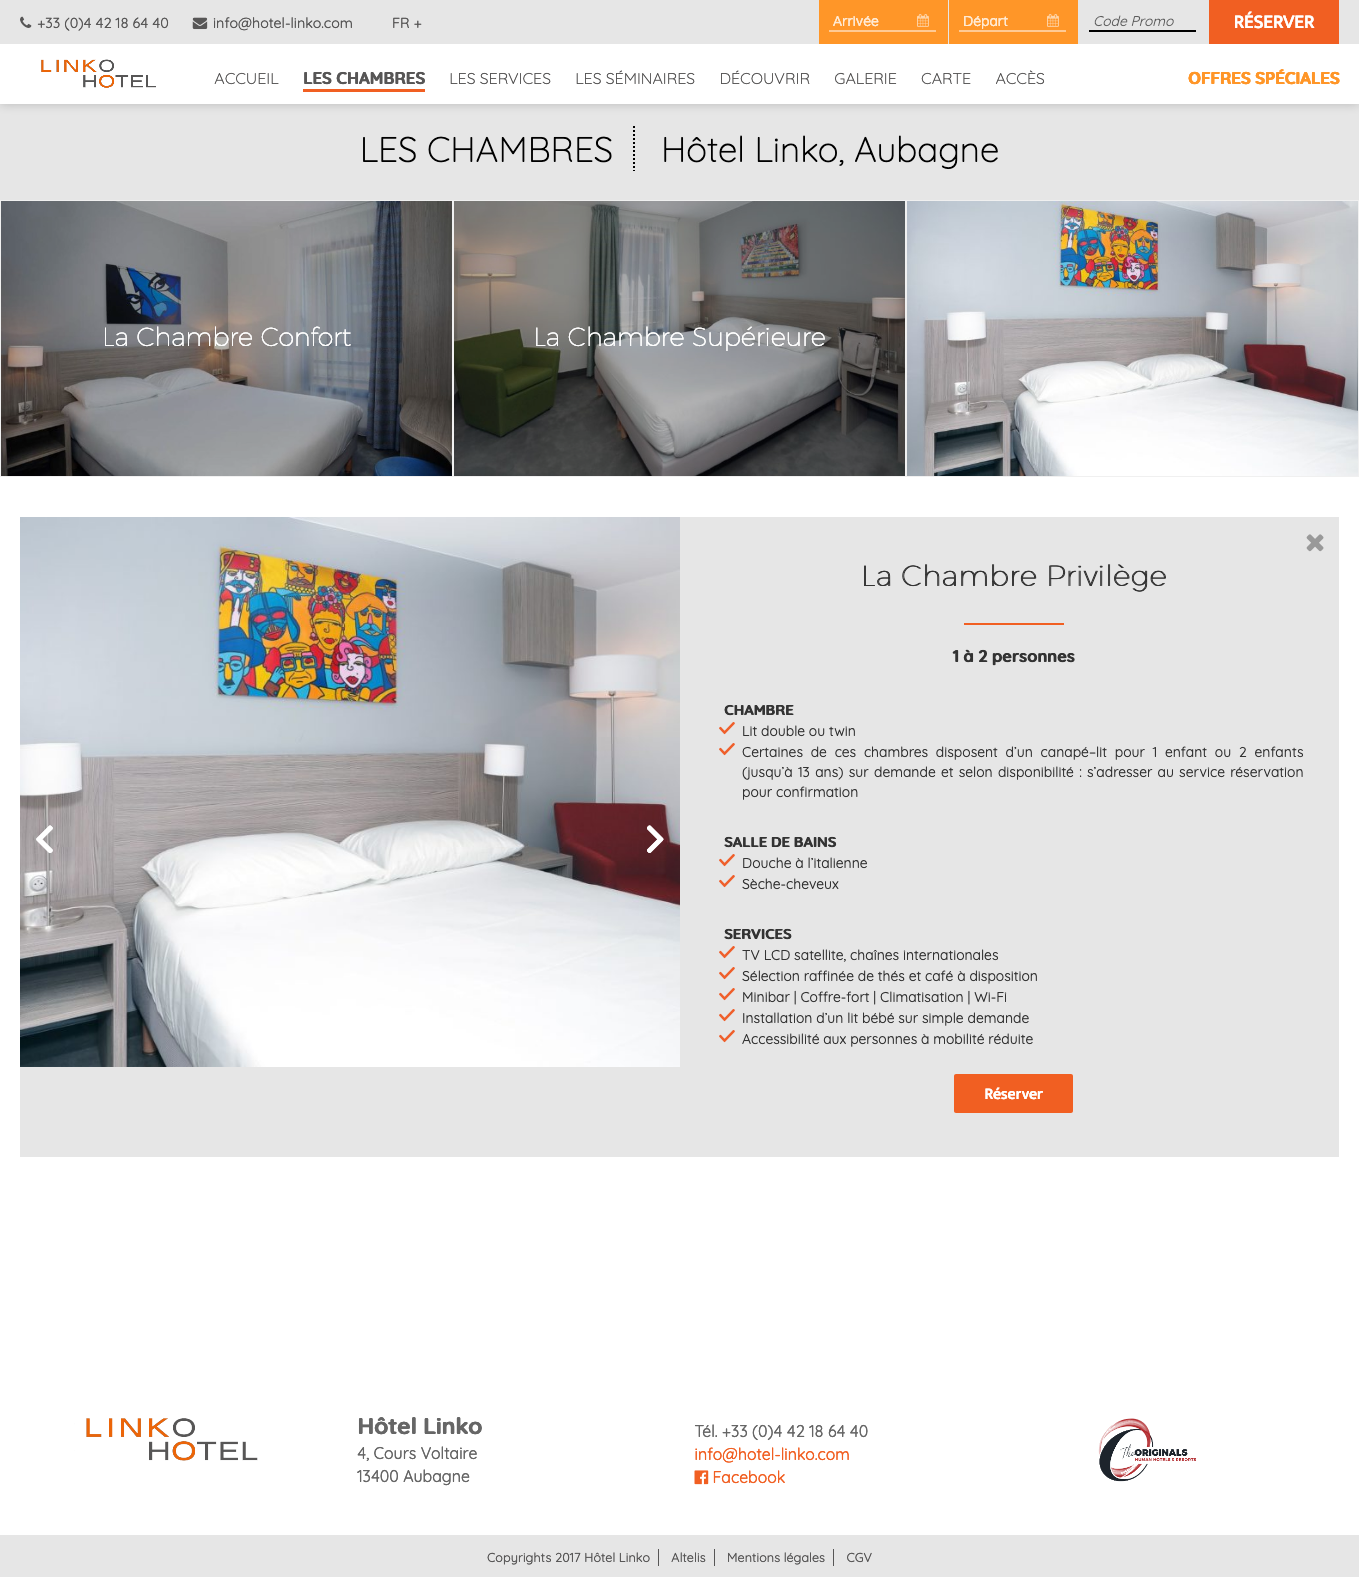 +33 (0)4 42 18 64 40 info@hotel-linko.com FR +
Arrivée Départ Code Promo RÉSERVER
LINKO
HOTEL
ACCUEIL LES CHAMBRES LES SERVICES LES SÉMINAIRES DÉCOUVRIR GALERIE CARTE ACCÈS OFFRES SPÉCIALES
LES CHAMBRES Hôtel Linko, Aubagne
La Chambre Confort La Chambre Supérieure
La Chambre Privilège
1 à 2 personnes
CHAMBRE
Lit double ou twin
Certaines de ces chambres disposent d'un canapé-lit pour 1 enfant ou 2 enfants
(jusqu'à 13 ans) sur demande et selon disponibilité : s'adresser au service réservation
pour confirmation
SALLE DE BAINS
Douche à l'italienne
Sèche-cheveux
SERVICES
TV LCD satellite, chaînes internationales
Sélection raffinée de thés et café à disposition
Minibar | Coffre-fort | Climatisation | Wi-Fi
Installation d'un lit bébé sur simple demande
Accessibilité aux personnes à mobilité réduite
Réserver
LINKO
HOTEL
Hôtel Linko
4, Cours Voltaire
13400 Aubagne
Tél. +33 (0)4 42 18 64 40
info@hotel-linko.com
Facebook
The ORIGINALS
HUMAN HOTELS & RESORTS
Copyrights 2017 Hôtel Linko | Altelis | Mentions légales | CGV